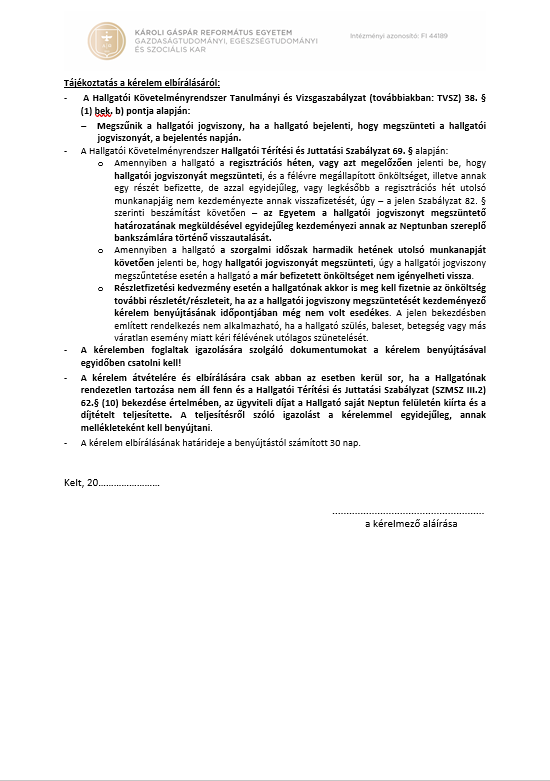 KÁROLI GÁSPÁR REFORMÁTUS EGYETEM
GAZDASÁGTUDOMÁNYI, EGÉSZSÉGTUDOMÁNYI
ÉS SZOCIÁLIS KAR
Intézményi azonosító: FI 44189
Tájékoztatás a kérelem elbírálásáról:
- A Hallgatói Követelményrendszer Tanulmányi és Vizsgaszabályzat (továbbiakban: TVSZ) 38. §
(1) bek. b) pontja alapján:
– Megszűnik a hallgatói jogviszony, ha a hallgató bejelenti, hogy megszünteti a hallgatói
jogviszonyát, a bejelentés napján.
- A Hallgatói Követelményrendszer Hallgatói Térítési és Juttatási Szabályzat 69. § alapján:
o Amennyiben a hallgató a regisztrációs héten, vagy azt megelőzően jelenti be, hogy
hallgatói jogviszonyát megszünteti, és a félévre megállapított önköltséget, illetve annak
egy részét befizette, de azzal egyidejűleg, vagy legkésőbb a regisztrációs hét utolsó
munkanapjáig nem kezdeményezte annak visszafizetését, úgy – a jelen Szabályzat 82. §
szerinti beszámítást követően – az Egyetem a hallgatói jogviszonyt megszüntető
határozatának megküldésével egyidejűleg kezdeményezi annak az Neptunban szereplő
bankszámlára történő visszautalását.
o Amennyiben a hallgató a szorgalmi időszak harmadik hetének utolsó munkanapját
követően jelenti be, hogy hallgatói jogviszonyát megszünteti, úgy a hallgatói jogviszony
megszűntetése esetén a hallgató a már befizetett önköltséget nem igényelheti vissza.
o Részletfizetési kedvezmény esetén a hallgatónak akkor is meg kell fizetnie az önköltség
további részletét/részleteit, ha az a hallgatói jogviszony megszüntetését kezdeményező
kérelem benyújtásának időpontjában még nem volt esedékes. A jelen bekezdésben
említett rendelkezés nem alkalmazható, ha a hallgató szülés, baleset, betegség vagy más
váratlan esemény miatt kéri félévének utólagos szünetelését.
- A kérelemben foglaltak igazolására szolgáló dokumentumokat a kérelem benyújtásával
egyidőben csatolni kell!
- A kérelem átvételére és elbírálására csak abban az esetben kerül sor, ha a Hallgatónak
rendezetlen tartozása nem áll fenn és a Hallgatói Térítési és Juttatási Szabályzat (SZMSZ III.2)
62.§ (10) bekezdése értelmében, az ügyviteli díjat a Hallgató saját Neptun felületén kiírta és a
díjtételt teljesítette. A teljesítésről szóló igazolást a kérelemmel egyidejűleg, annak
mellékleteként kell benyújtani.
- A kérelem elbírálásának határideje a benyújtástól számított 30 nap.
Kelt, 20……………………
……………………………………………………
a kérelmező aláírása